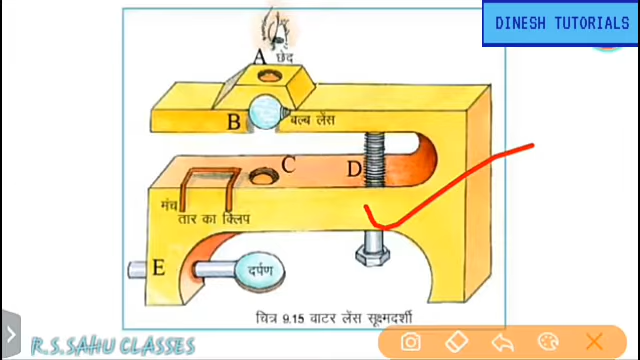 DINESH TUTORIALS
A छेद
B बल्ब लेंस
C
D
मंच
तार का क्लिप
E दर्पण
चित्र 9.15 वाटर लेंस सूक्ष्मदर्शी
R.S.SAHU CLASSES